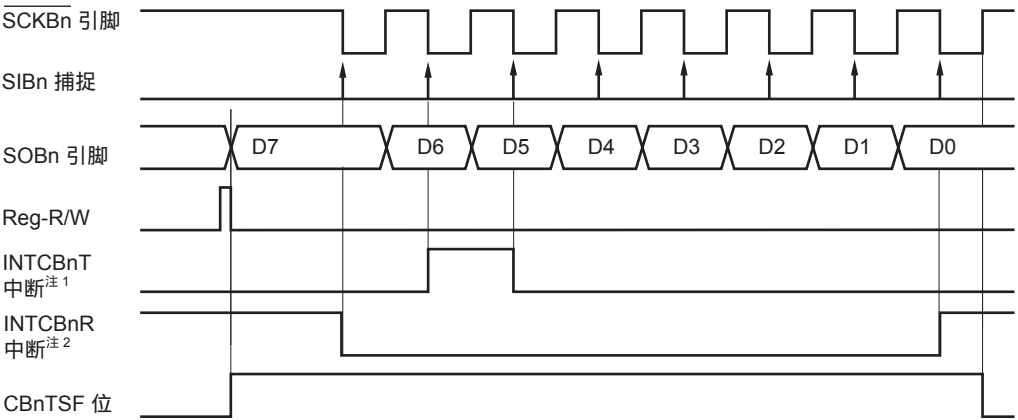 SCKBn 引脚
SIBn 捕捉
SOBn 引脚
D7 D6 D5 D4 D3 D2 D1 D0
Reg-R/W
INTCBnT
中断注 1
INTCBnR
中断注 2
CBnTSF 位